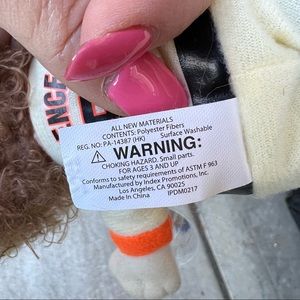 ALL NEW MATERIALS
CONTENTS: Polyester Fibers
REG. NO: PA-14387 (HK) Surface Washable
WARNING:
CHOKING HAZARD. Small parts.
FOR AGES 3 AND UP
Conforms to safety requirements of ASTM F 963
Manufactured by Index Promotions, Inc.
Los Angeles, CA 90025
Made in China IPDM0217